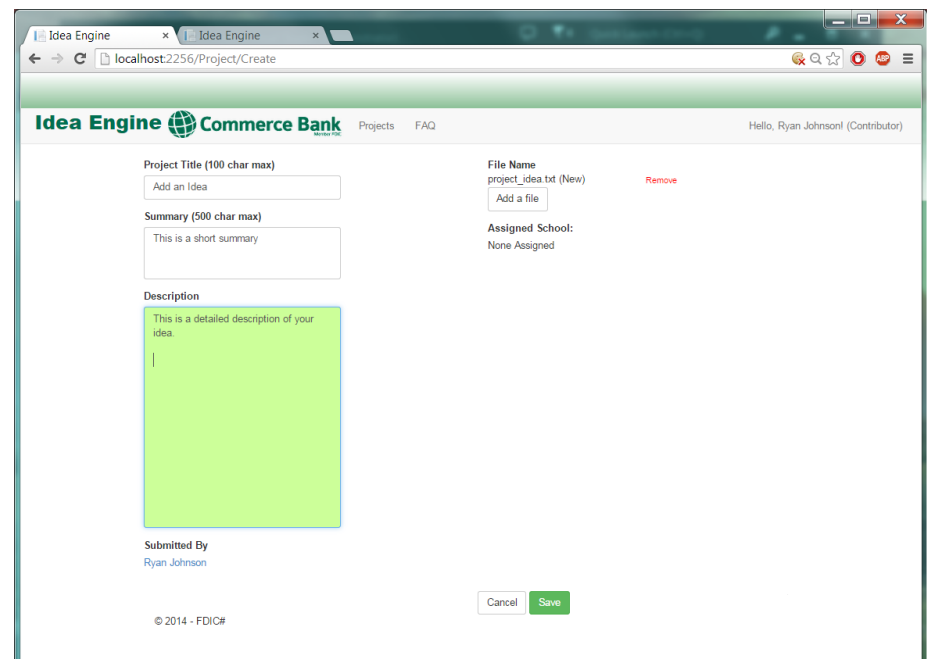 Idea Engine
Idea Engine
localhost:2256/Project/Create
ABP
Idea Engine Commerce Bank
Member FDIC
Projects FAQ
Hello, Ryan Johnson! (Contributor)
Project Title (100 char max)
Add an Idea
Summary (500 char max)
This is a short summary
Description
This is a detailed description of your
idea.
Submitted By
Ryan Johnson
File Name
project_idea.txt (New) Remove
Add a file
Assigned School:
None Assigned
Cancel Save
© 2014 - FDIC#